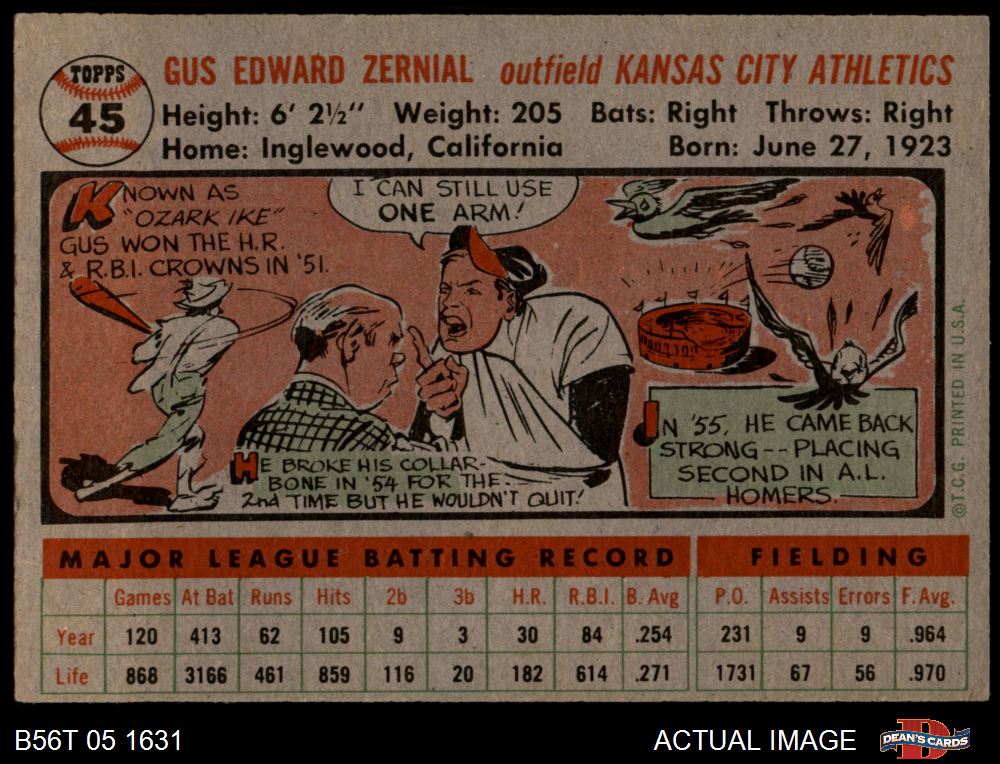 TOPPS
45
GUS EDWARD ZERNIAL outfield KANSAS CITY ATHLETICS
Height: 6' 2½" Weight: 205 Bats: Right Throws: Right
Home: Inglewood, California Born: June 27, 1923
KNOWN AS
"OZARK IKE"
GUS WON THE H.R.
& R.B.I. CROWNS IN '51.
I CAN STILL USE
ONE ARM!
HE BROKE HIS COLLAR-
BONE IN '54 FOR THE
2nd TIME BUT HE WOULDN'T QUIT!
IN '55, HE CAME BACK
STRONG--PLACING
SECOND IN A.L.
HOMERS.
©T.C.G. PRINTED IN U.S.A.
MAJOR LEAGUE BATTING RECORD FIELDING
Games At Bat Runs Hits 2b 3b H.R. R.B.I. B. Avg P.O. Assists Errors F. Avg.
Year 120 413 62 105 9 3 30 84 .254 231 9 9 .964
Life 868 3166 461 859 116 20 182 614 .271 1731 67 56 .970
B56T 05 1631 ACTUAL IMAGE DEAN'S CARDS